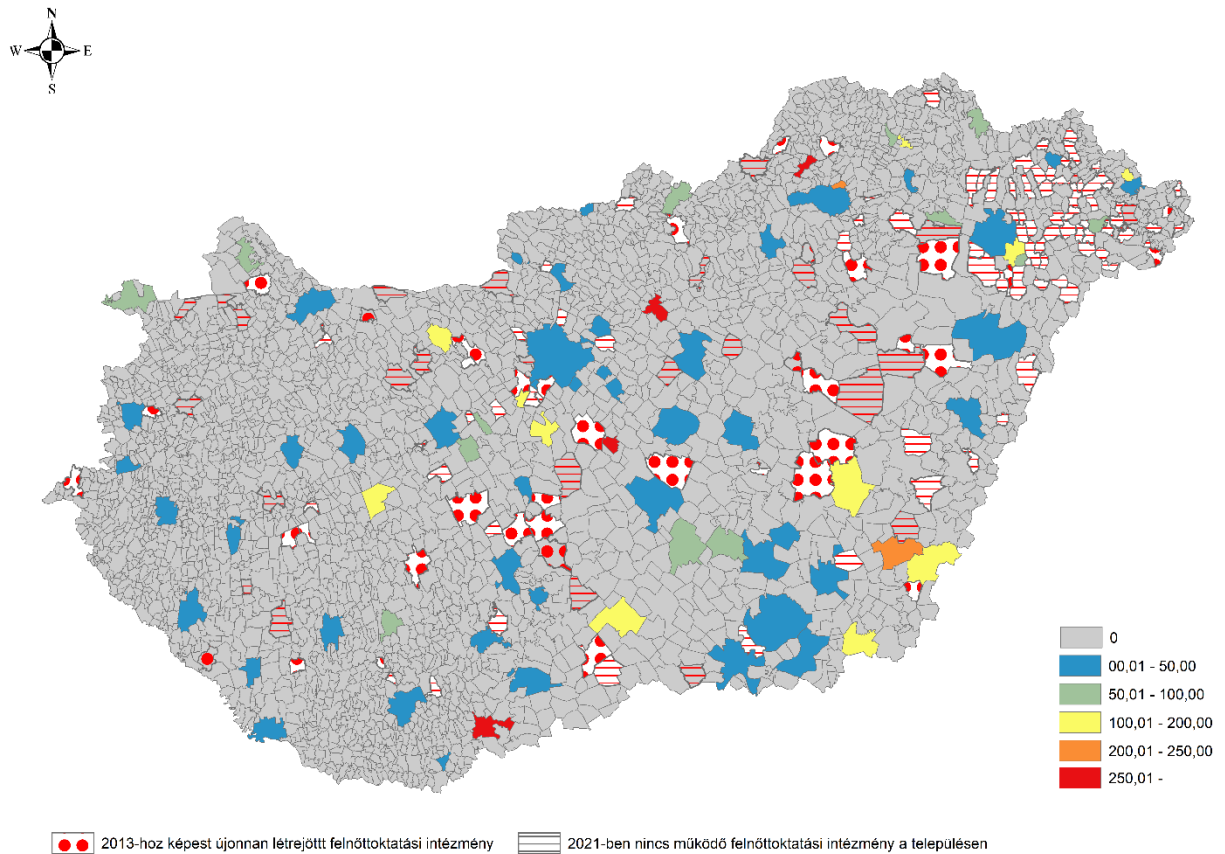 N
W E
S
0
00,01 - 50,00
50,01 - 100,00
100,01 - 200,00
200,01 - 250,00
250,01 -
2013-hoz képest újonnan létrejöttt felnőttoktatási intézmény
2021-ben nincs működő felnőttoktatási intézmény a településen